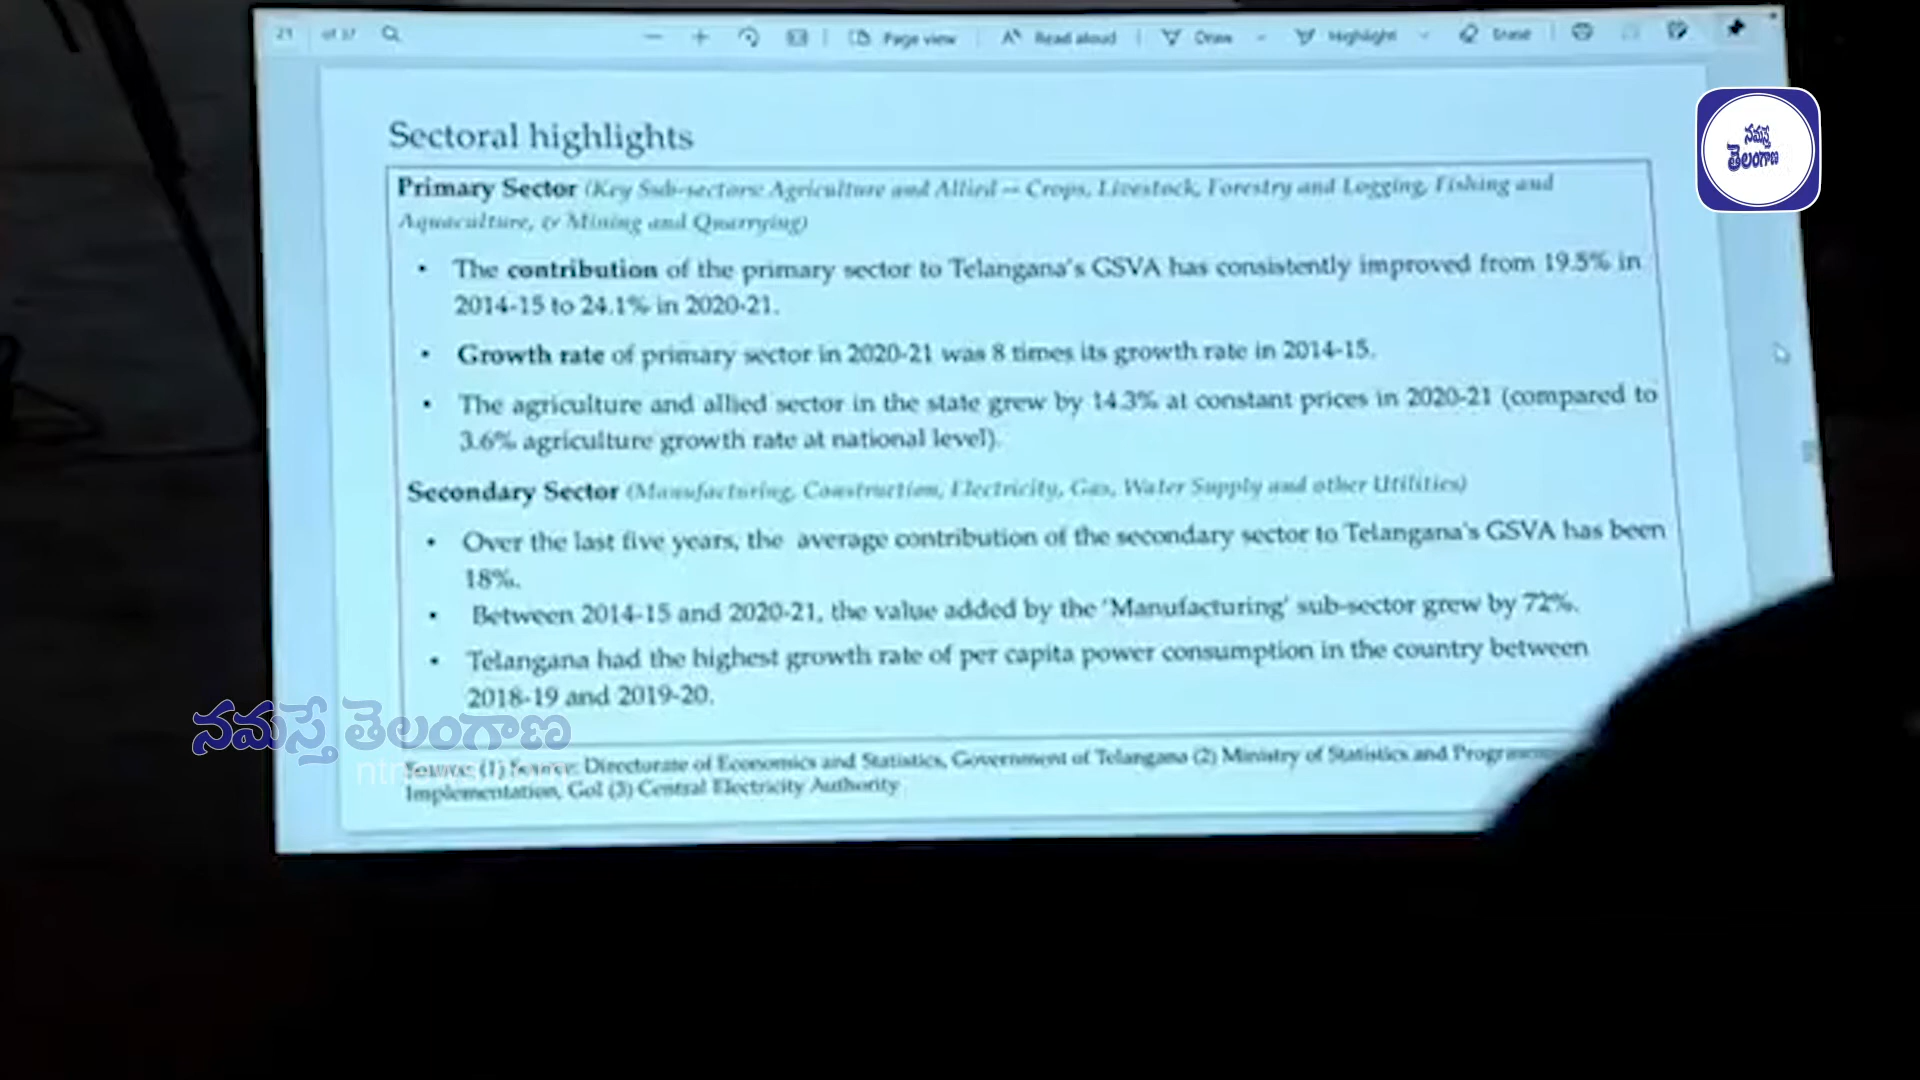 21 of 37 Page view Read aloud Draw Highlight Erase
Sectoral highlights
నమస్తే
తెలంగాణ
Primary Sector (Key Sub-sectors: Agriculture and Allied – Crops, Livestock, Forestry and Logging, Fishing and
Aquaculture, & Mining and Quarrying)
• The contribution of the primary sector to Telangana's GSVA has consistently improved from 19.5% in
2014-15 to 24.1% in 2020-21.
• Growth rate of primary sector in 2020-21 was 8 times its growth rate in 2014-15.
• The agriculture and allied sector in the state grew by 14.3% at constant prices in 2020-21 (compared to
3.6% agriculture growth rate at national level).
Secondary Sector (Manufacturing, Construction, Electricity, Gas, Water Supply and other Utilities)
• Over the last five years, the average contribution of the secondary sector to Telangana's GSVA has been
18%.
• Between 2014-15 and 2020-21, the value added by the 'Manufacturing' sub-sector grew by 72%.
• Telangana had the highest growth rate of per capita power consumption in the country between
2018-19 and 2019-20.
నమస్తే తెలంగాణ
ntnews.com
(1) Directorate of Economics and Statistics, Government of Telangana (2) Ministry of Statistics and
Implementation, GoI (3) Central Electricity Authority